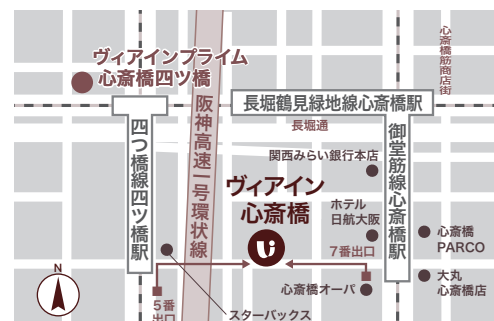 ヴィアインプライム
心斎橋四ツ橋
心斎橋筋商店街
阪神高速一号環状線
長堀鶴見緑地線心斎橋駅
長堀通
四つ橋線四ツ橋駅
御堂筋線心斎橋駅
関西みらい銀行本店
ヴィアイン
心斎橋
ホテル
日航大阪
7番出口
心斎橋
PARCO
大丸
心斎橋店
心斎橋オーパ
N
5番
出口
スターバックス